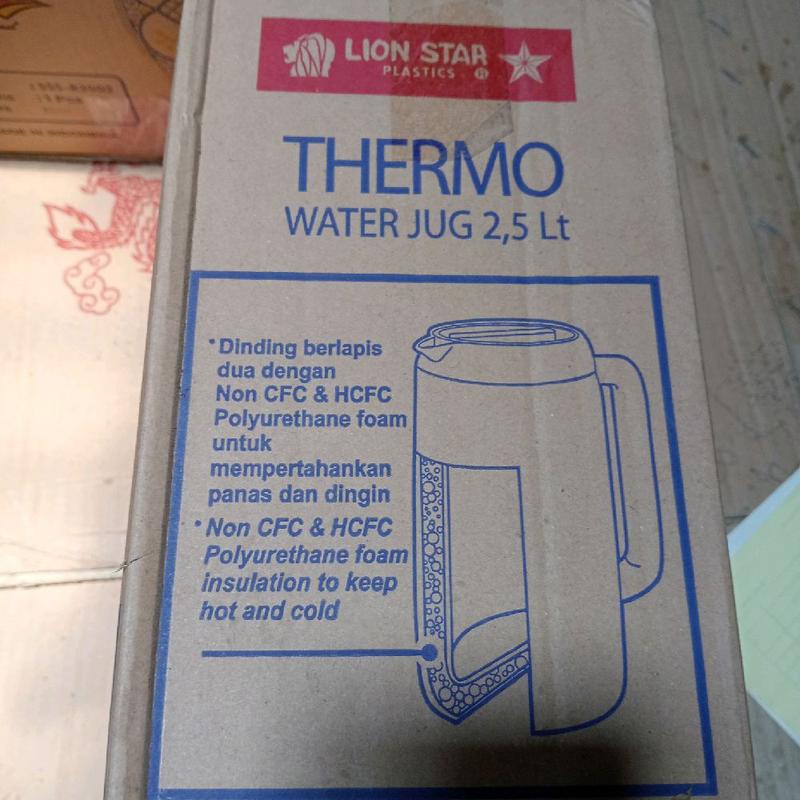 LION STAR
PLASTICS
THERMO
WATER JUG 2,5 Lt
•Dinding berlapis
dua dengan
Non CFC & HCFC
Polyurethane foam
untuk
mempertahankan
panas dan dingin
•Non CFC & HCFC
Polyurethane foam
insulation to keep
hot and cold